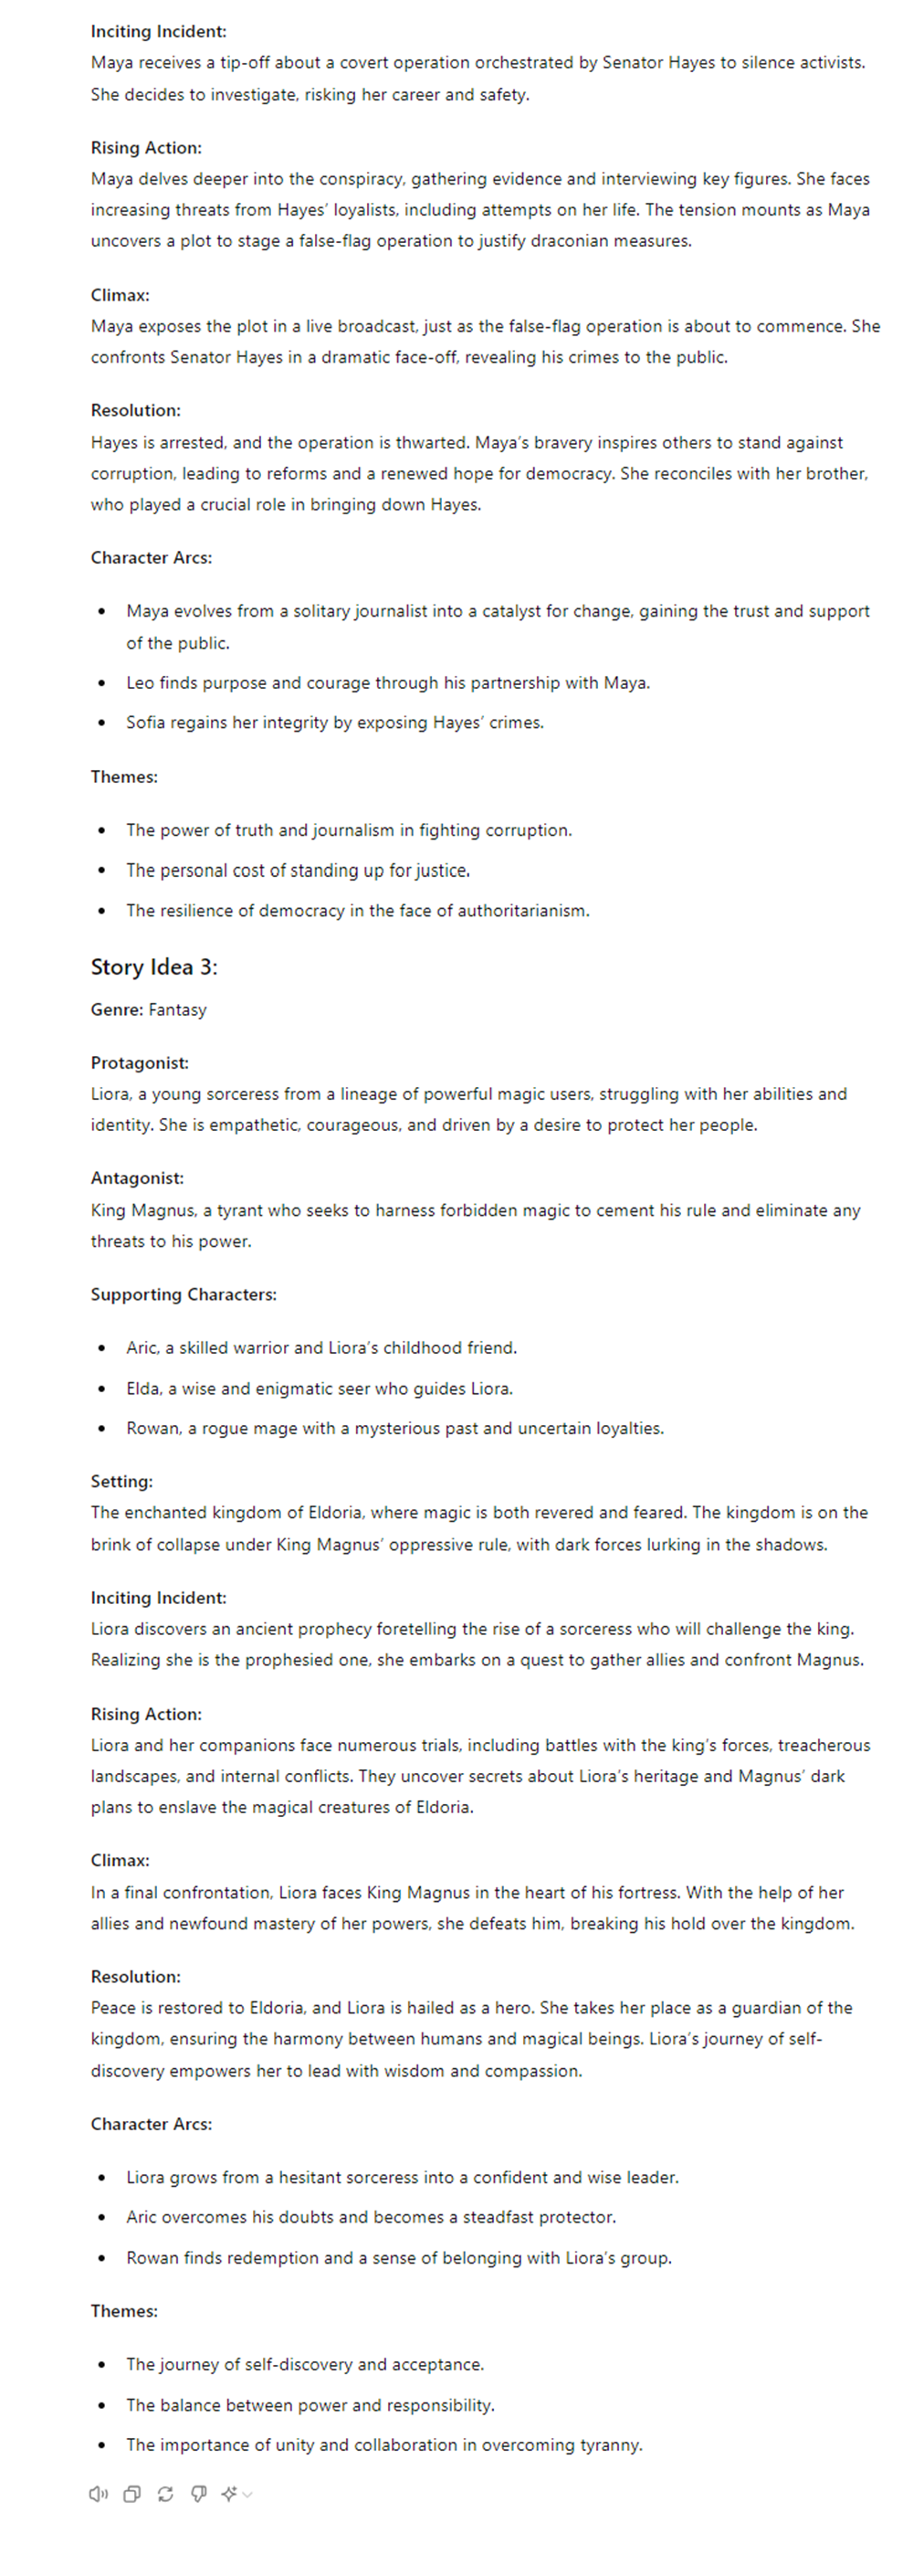 Inciting Incident:
Maya receives a tip-off about a covert operation orchestrated by Senator Hayes to silence activists.
She decides to investigate, risking her career and safety.
Rising Action:
Maya delves deeper into the conspiracy, gathering evidence and interviewing key figures. She faces
increasing threats from Hayes’ loyalists, including attempts on her life. The tension mounts as Maya
uncovers a plot to stage a false-flag operation to justify draconian measures.
Climax:
Maya exposes the plot in a live broadcast, just as the false-flag operation is about to commence. She
confronts Senator Hayes in a dramatic face-off, revealing his crimes to the public.
Resolution:
Hayes is arrested, and the operation is thwarted. Maya’s bravery inspires others to stand against
corruption, leading to reforms and a renewed hope for democracy. She reconciles with her brother,
who played a crucial role in bringing down Hayes.
Character Arcs:
• Maya evolves from a solitary journalist into a catalyst for change, gaining the trust and support
of the public.
• Leo finds purpose and courage through his partnership with Maya.
• Sofia regains her integrity by exposing Hayes’ crimes.
Themes:
• The power of truth and journalism in fighting corruption.
• The personal cost of standing up for justice.
• The resilience of democracy in the face of authoritarianism.
Story Idea 3:
Genre: Fantasy
Protagonist:
Liora, a young sorceress from a lineage of powerful magic users, struggling with her abilities and
identity. She is empathetic, courageous, and driven by a desire to protect her people.
Antagonist:
King Magnus, a tyrant who seeks to harness forbidden magic to cement his rule and eliminate any
threats to his power.
Supporting Characters:
• Aric, a skilled warrior and Liora’s childhood friend.
• Elda, a wise and enigmatic seer who guides Liora.
• Rowan, a rogue mage with a mysterious past and uncertain loyalties.
Setting:
The enchanted kingdom of Eldoria, where magic is both revered and feared. The kingdom is on the
brink of collapse under King Magnus’ oppressive rule, with dark forces lurking in the shadows.
Inciting Incident:
Liora discovers an ancient prophecy foretelling the rise of a sorceress who will challenge the king.
Realizing she is the prophesied one, she embarks on a quest to gather allies and confront Magnus.
Rising Action:
Liora and her companions face numerous trials, including battles with the king’s forces, treacherous
landscapes, and internal conflicts. They uncover secrets about Liora’s heritage and Magnus’ dark
plans to enslave the magical creatures of Eldoria.
Climax:
In a final confrontation, Liora faces King Magnus in the heart of his fortress. With the help of her
allies and newfound mastery of her powers, she defeats him, breaking his hold over the kingdom.
Resolution:
Peace is restored to Eldoria, and Liora is hailed as a hero. She takes her place as a guardian of the
kingdom, ensuring the harmony between humans and magical beings. Liora’s journey of self-
discovery empowers her to lead with wisdom and compassion.
Character Arcs:
• Liora grows from a hesitant sorceress into a confident and wise leader.
• Aric overcomes his doubts and becomes a steadfast protector.
• Rowan finds redemption and a sense of belonging with Liora’s group.
Themes:
• The journey of self-discovery and acceptance.
• The balance between power and responsibility.
• The importance of unity and collaboration in overcoming tyranny.